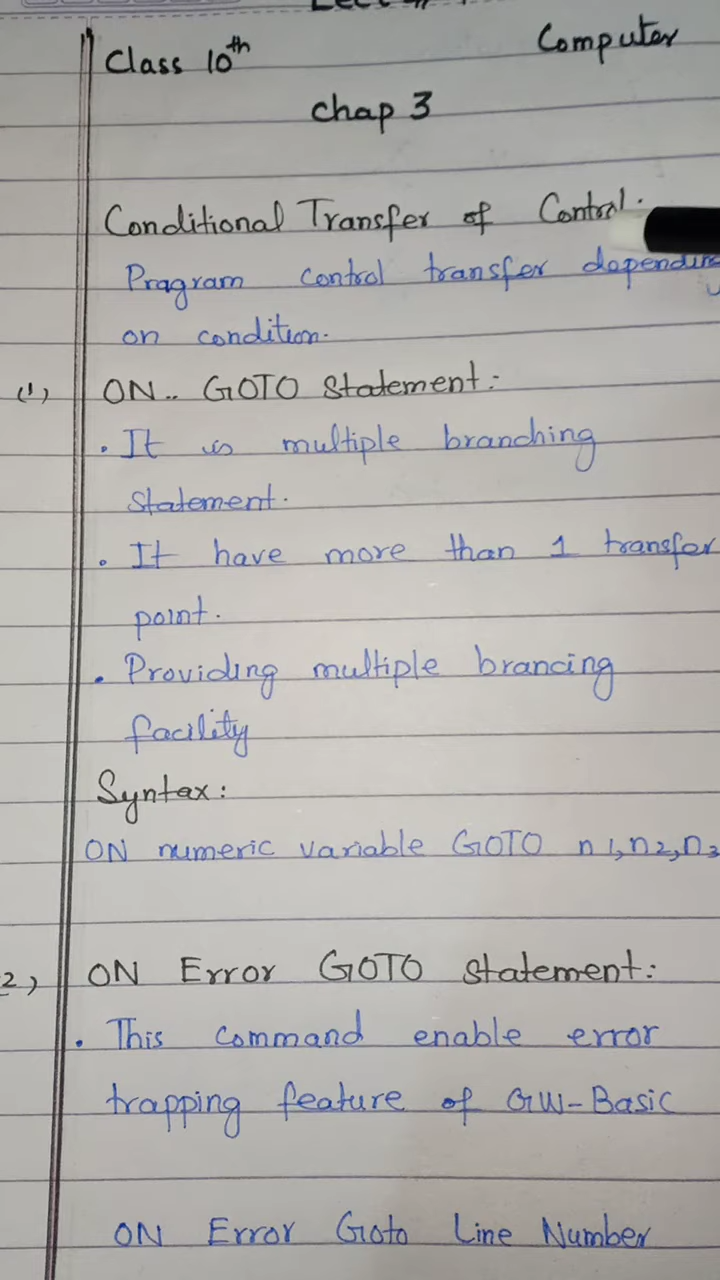 Class 10th Computer
Chap 3
Conditional Transfer of Control.
Pragram control transfer
on condition.
(1) ON.. GOTO Statement:
. It is multiple branching
Statement.
. It have more than 1 transfer
point.
. Providing multiple brancing
facility
Syntax:
ON numeric variable GOTO n1,n2,n3
2) ON Error GOTO Statement:
. This command enable error
trapping feature of GW-Basic
ON Error Goto Line Number